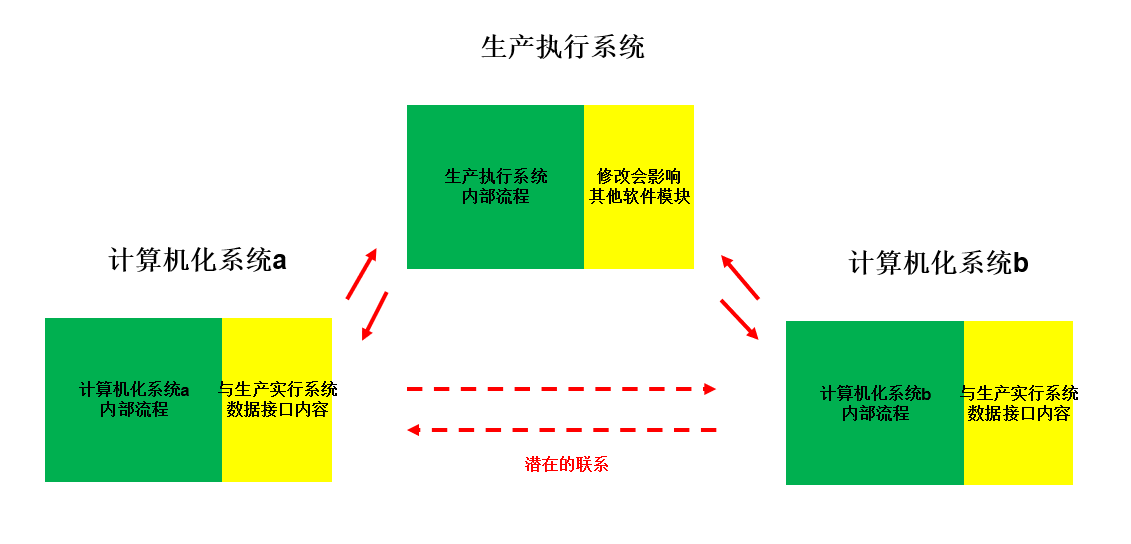 生产执行系统
生产执行系统
内部流程
修改会影响
其他软件模块
计算机化系统a
计算机化系统b
计算机化系统a
内部流程
与生产实行系统
数据接口内容
计算机化系统b
内部流程
与生产实行系统
数据接口内容
潜在的联系